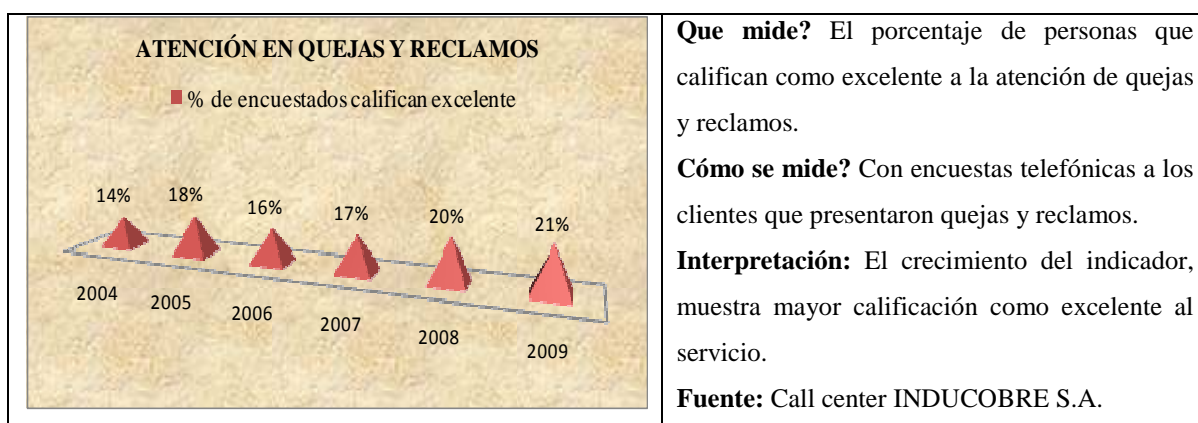 ATENCIÓN EN QUEJAS Y RECLAMOS
% de encuestados califican excelente
14%
18%
16%
17%
20%
21%
2004
2005
2006
2007
2008
2009
Que mide? El porcentaje de personas que
califican como excelente a la atención de quejas
y reclamos.
Cómo se mide? Con encuestas telefónicas a los
clientes que presentaron quejas y reclamos.
Interpretación: El crecimiento del indicador,
muestra mayor calificación como excelente al
servicio.
Fuente: Call center INDUCOBRE S.A.